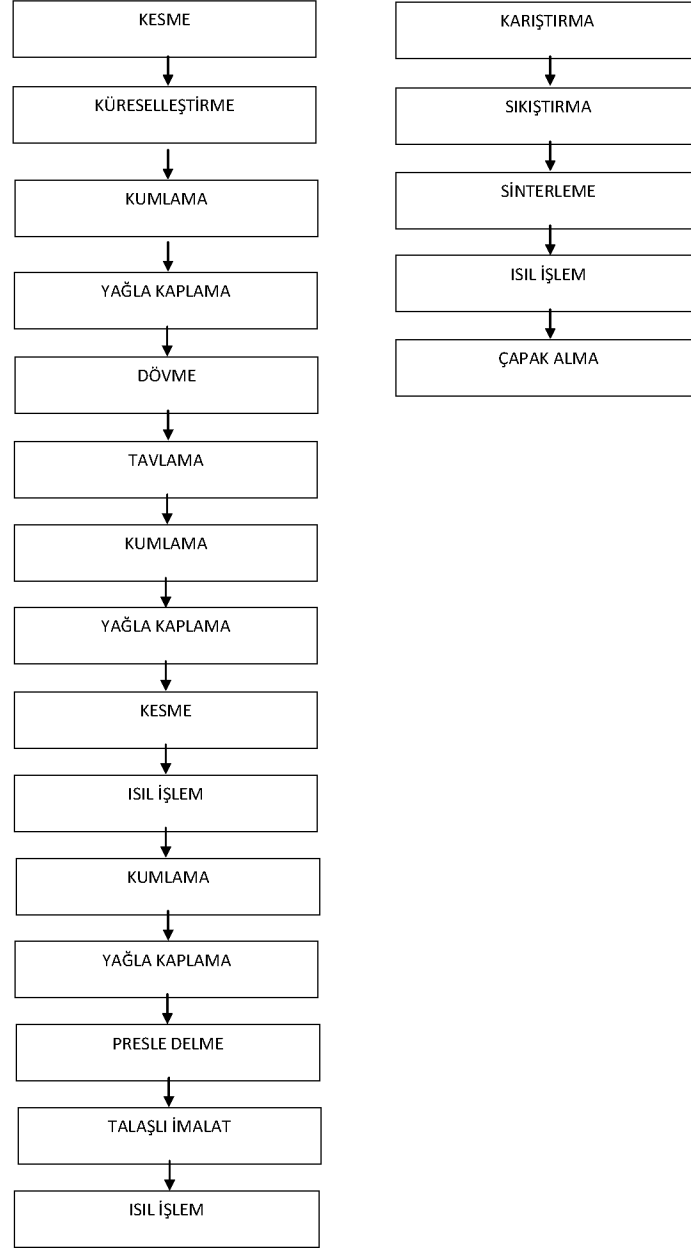 KESME
KÜRESELLEŞTİRME
KUMLAMA
YAĞLA KAPLAMA
DÖVME
TAVLAMA
KUMLAMA
YAĞLA KAPLAMA
KESME
ISIL İŞLEM
KUMLAMA
YAĞLA KAPLAMA
PRESLE DELME
TALAŞLI İMALAT
ISIL İŞLEM
KARIŞTIRMA
SIKIŞTIRMA
SİNTERLEME
ISIL İŞLEM
ÇAPAK ALMA